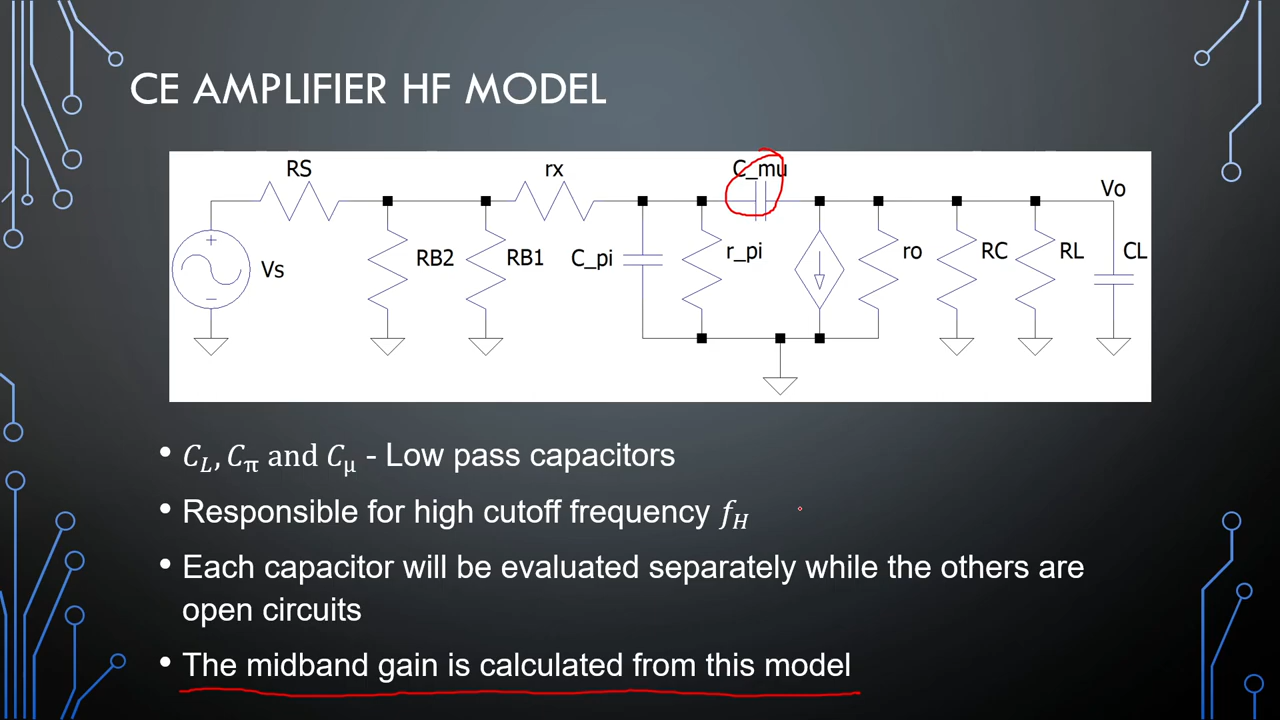 CE AMPLIFIER HF MODEL
RS
rx
C_mu
Vo
Vs
RB2
RB1
C_pi
r_pi
ro
RC
RL
CL
• C_L, C_π and C_μ - Low pass capacitors
• Responsible for high cutoff frequency f_H
• Each capacitor will be evaluated separately while the others are
open circuits
• The midband gain is calculated from this model